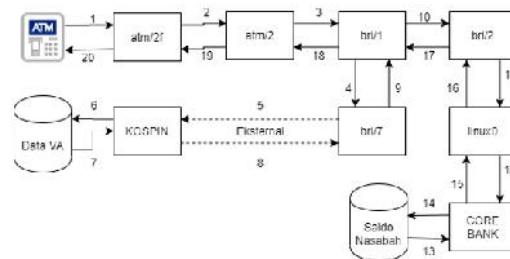 ATM
1
2
3
10
atm/2f
atm/2
bri/1
bri/2
20
19
18
17
4
9
16
1
6
5
Data VA
KOSPIN
Eksternal
bri/7
linux0
7
8
15
1
14
Saldo
Nasabah
CORE
BANK
13